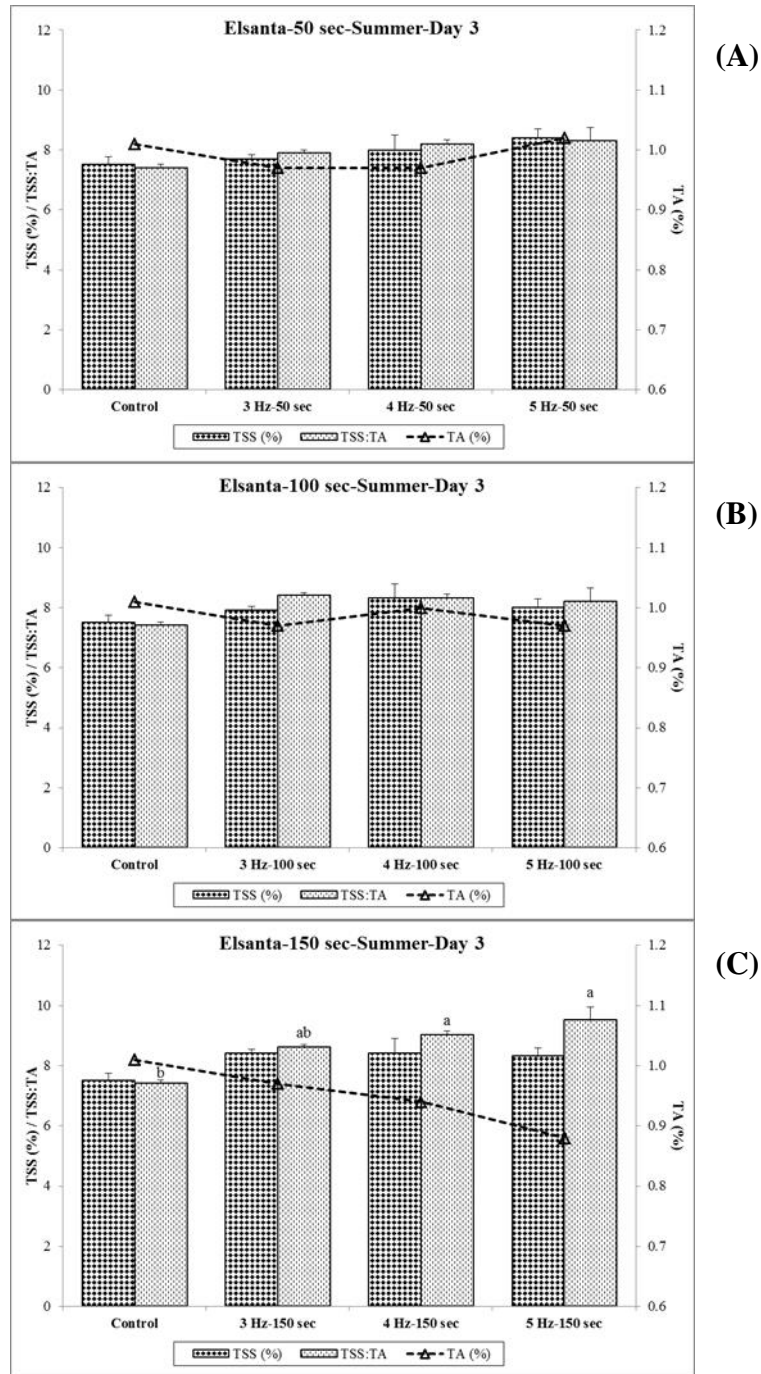 Elsanta-50 sec-Summer-Day 3
(A)
TSS (%) / TSS:TA
TA (%)
12
10
8
6
4
2
0
1.2
1.1
1.0
0.9
0.8
0.7
0.6
Control 3 Hz-50 sec 4 Hz-50 sec 5 Hz-50 sec
TSS (%) TSS:TA TA (%)
Elsanta-100 sec-Summer-Day 3
(B)
TSS (%) / TSS:TA
TA (%)
12
10
8
6
4
2
0
1.2
1.1
1.0
0.9
0.8
0.7
0.6
Control 3 Hz-100 sec 4 Hz-100 sec 5 Hz-100 sec
TSS (%) TSS:TA TA (%)
Elsanta-150 sec-Summer-Day 3
(C)
TSS (%) / TSS:TA
TA (%)
12
10
8
6
4
2
0
1.2
1.1
1.0
0.9
0.8
0.7
0.6
b ab a a
Control 3 Hz-150 sec 4 Hz-150 sec 5 Hz-150 sec
TSS (%) TSS:TA TA (%)